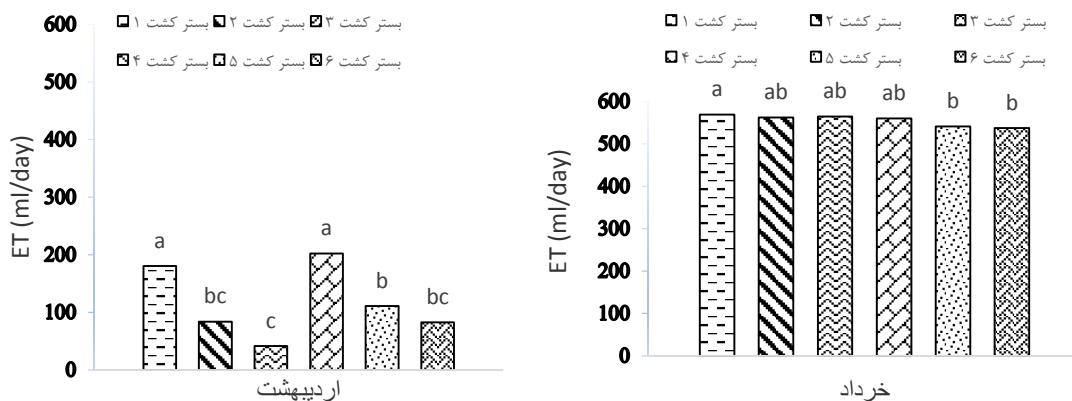 600
500
400
300
200
100
0
ET (ml/day)
بستر کشت ۱
بستر کشت ۲
بستر کشت ۳
بستر کشت ۴
بستر کشت ۵
بستر کشت ۶
a
bc
c
a
b
bc
اردیبهشت
بستر کشت ۱
بستر کشت ۲
بستر کشت ۳
بستر کشت ۴
بستر کشت ۵
بستر کشت ۶
600
500
400
300
200
100
0
ET (ml/day)
a
ab
ab
ab
b
b
خرداد